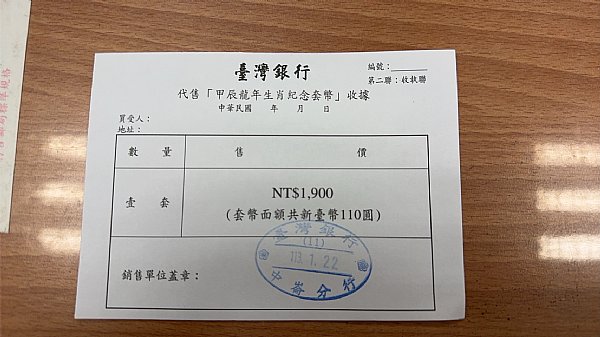 臺灣銀行
編號：
第二聯：收執聯
代售「甲辰龍年生肖紀念套幣」收據
中華民國 年 月 日
買受人：
地址：
數 量 售 價
壹 套
NT$1,900
(套幣面額共新臺幣110圓)
銷售單位蓋章：
臺灣銀行
(11)
113. 1. 22
分行